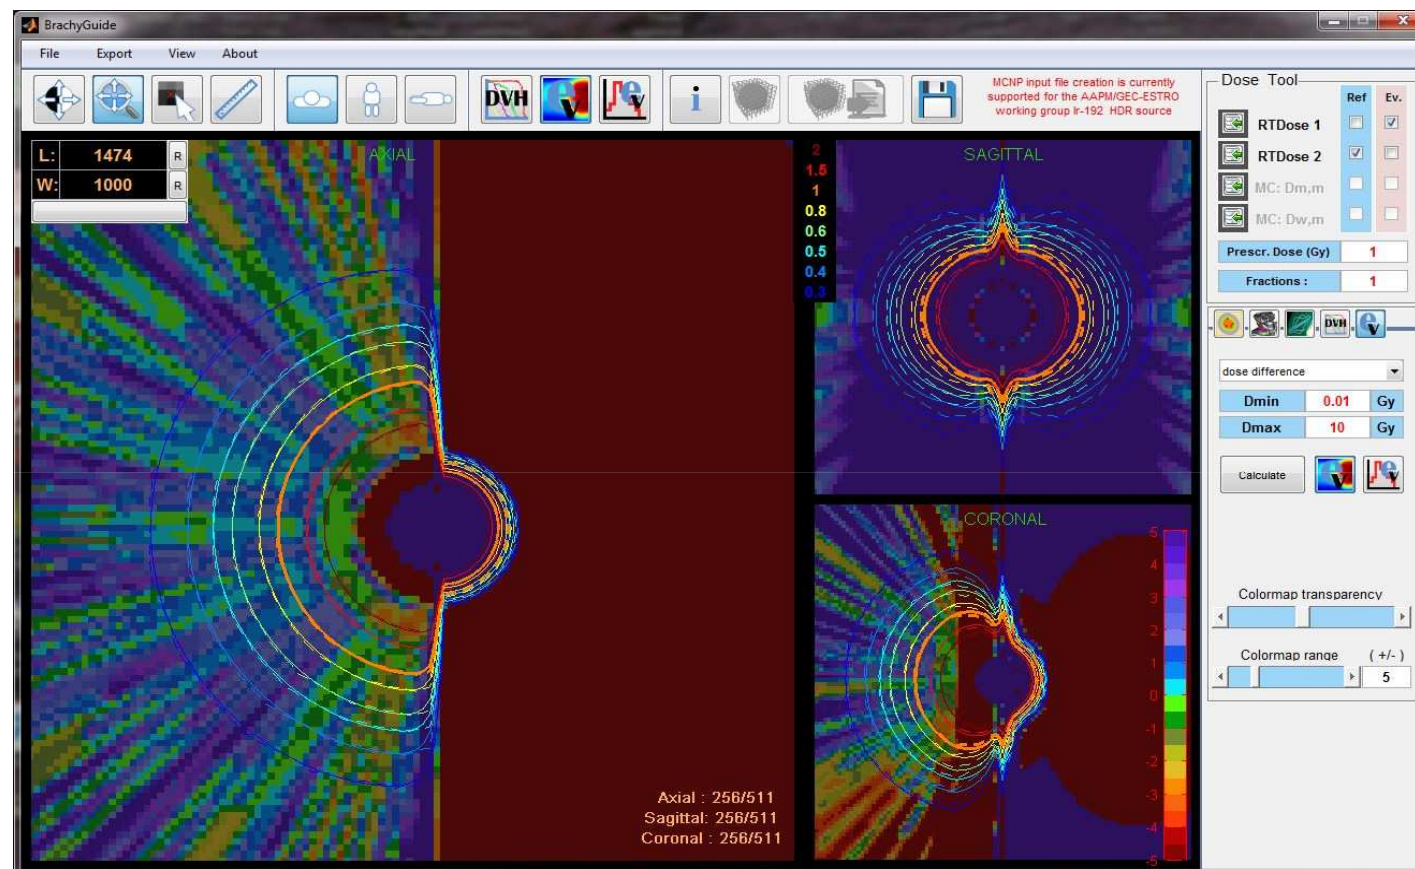 BrachyGuide
File Export View About
DVH
MCNP input file creation is currently
supported for the AAPM/GEC-ESTRO
working group Ir-192 HDR source
Dose Tool
Ref Ev.
RTDose 1
RTDose 2
MC: Dm,m
MC: Dw,m
Prescr. Dose (Gy) 1
Fractions : 1
L: 1474 R
W: 1000 R
AXIAL
2
1.5
1
0.8
0.6
0.5
0.4
0.3
SAGITTAL
CORONAL
5
4
3
2
1
0
-1
-2
-3
-4
-5
Axial : 256/511
Sagittal: 256/511
Coronal : 256/511
DVH
dose difference
Dmin 0.01 Gy
Dmax 10 Gy
Calculate
Colormap transparency
Colormap range ( +/- )
5